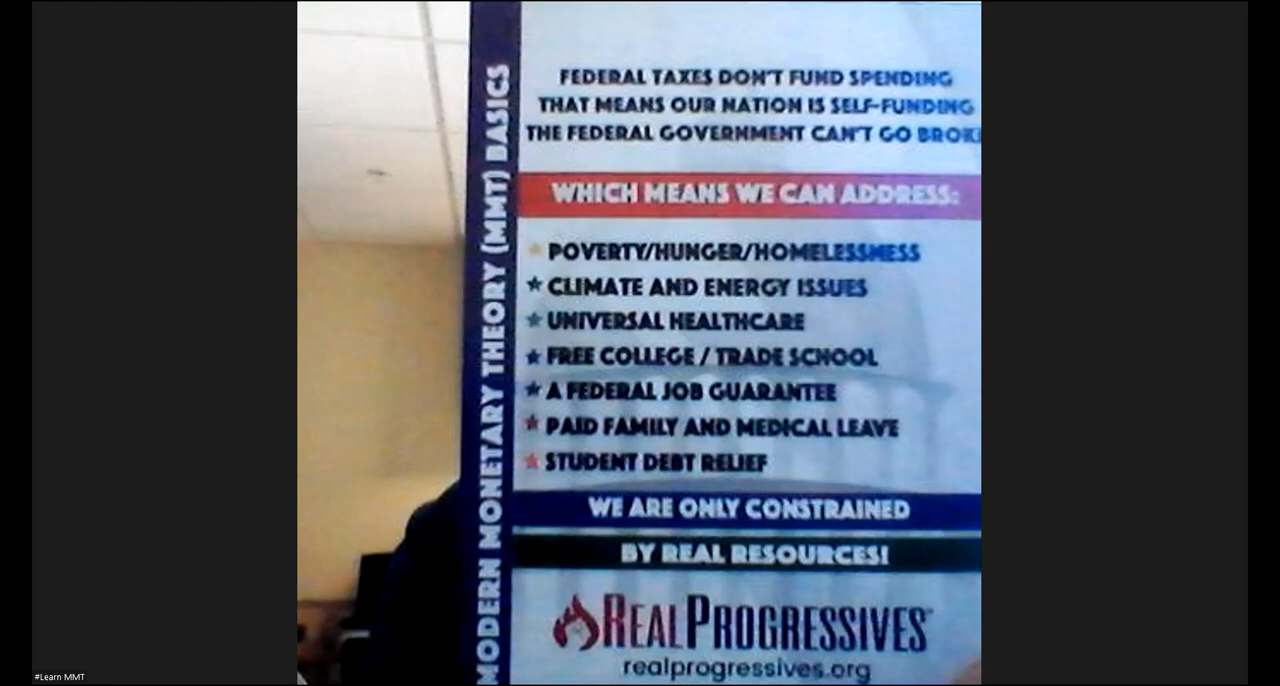 MODERN MONETARY THEORY (MMT) BASICS
FEDERAL TAXES DON'T FUND SPENDING
THAT MEANS OUR NATION IS SELF-FUNDING
THE FEDERAL GOVERNMENT CAN'T GO BROKE
WHICH MEANS WE CAN ADDRESS:
★ POVERTY/HUNGER/HOMELESSNESS
★ CLIMATE AND ENERGY ISSUES
★ UNIVERSAL HEALTHCARE
★ FREE COLLEGE / TRADE SCHOOL
★ A FEDERAL JOB GUARANTEE
★ PAID FAMILY AND MEDICAL LEAVE
★ STUDENT DEBT RELIEF
WE ARE ONLY CONSTRAINED
BY REAL RESOURCES!
REALPROGRESSIVES
realprogressives.org
#Learn MMT